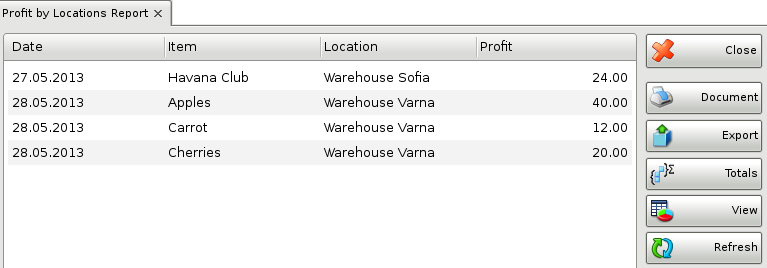 Profit by Locations Report ×
Date Item Location Profit
27.05.2013 Havana Club Warehouse Sofia 24.00
28.05.2013 Apples Warehouse Varna 40.00
28.05.2013 Carrot Warehouse Varna 12.00
28.05.2013 Cherries Warehouse Varna 20.00
Close
Document
Export
{}Σ Totals
View
Refresh